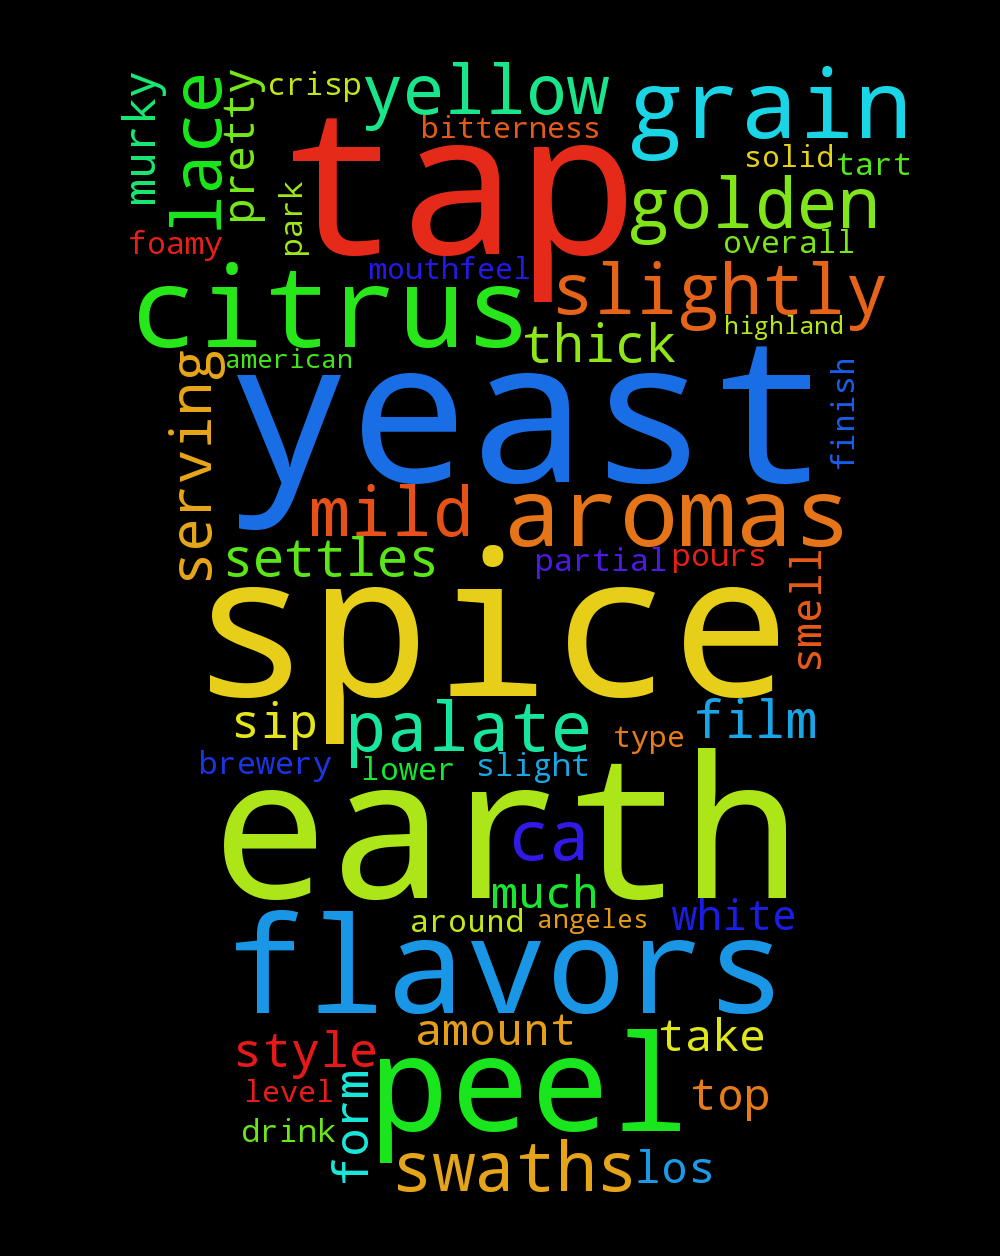 murky
lace
pretty
crisp
yellow
grain
bitterness
tap
solid
tart
park
golden
foamy
overall
mouthfeel
citrus
slightly
highland
thick
american
serving
yeast
finish
mild
aromas
settles
partial
pours
smell
spice
sip
palate
film
type
brewery
lower
slight
earth
ca
much
around
angeles
white
flavors
amount
take
style
peel
level
form
top
drink
swaths
los